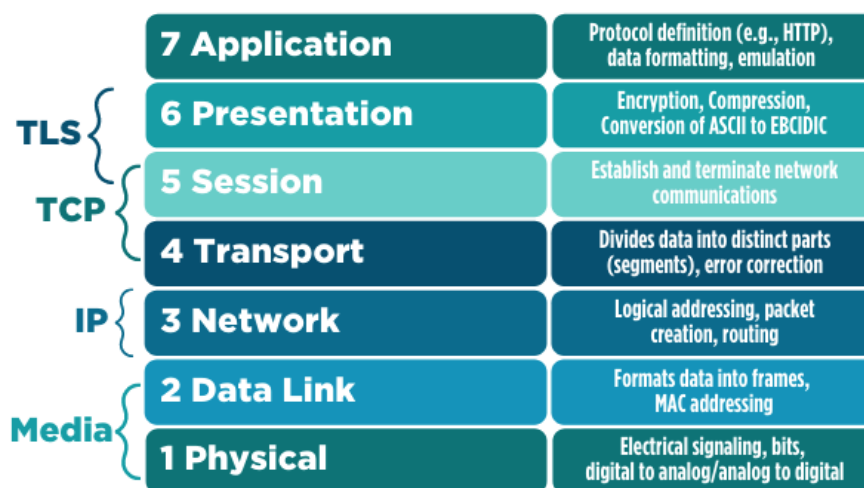 7 Application
Protocol definition (e.g., HTTP),
data formatting, emulation
TLS
6 Presentation
Encryption, Compression,
Conversion of ASCII to EBCIDIC
TCP
5 Session
Establish and terminate network
communications
4 Transport
Divides data into distinct parts
(segments), error correction
IP
3 Network
Logical addressing, packet
creation, routing
Media
2 Data Link
Formats data into frames,
MAC addressing
1 Physical
Electrical signaling, bits,
digital to analog/analog to digital